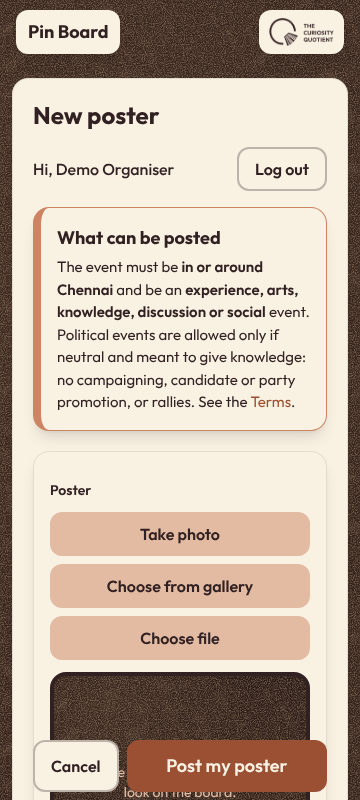 Pin Board
THE
CURIOSITY
QUOTIENT
New poster
Hi, Demo Organiser
Log out
What can be posted
The event must be in or around
Chennai and be an experience, arts,
knowledge, discussion or social event.
Political events are allowed only if
neutral and meant to give knowledge:
no campaigning, candidate or party
promotion, or rallies. See the Terms.
Poster
Take photo
Choose from gallery
Choose file
Cancel
Post my poster
look on the board.